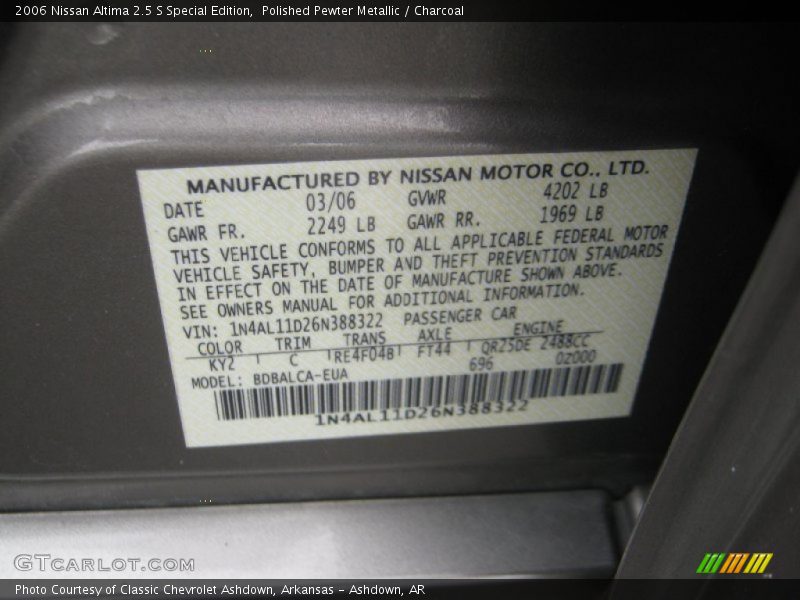 2006 Nissan Altima 2.5 S Special Edition,  Polished Pewter Metallic / Charcoal
MANUFACTURED BY NISSAN MOTOR CO., LTD.
DATE 03/06 GVWR 4202 LB
GAWR FR. 2249 LB GAWR RR. 1969 LB
THIS VEHICLE CONFORMS TO ALL APPLICABLE FEDERAL MOTOR
VEHICLE SAFETY, BUMPER AND THEFT PREVENTION STANDARDS
IN EFFECT ON THE DATE OF MANUFACTURE SHOWN ABOVE.
SEE OWNERS MANUAL FOR ADDITIONAL INFORMATION.
VIN: 1N4AL11D26N388322 PASSENGER CAR
COLOR TRIM TRANS AXLE ENGINE
KY2 C RE4F04B FT44 QR25DE 2488CC
MODEL: BDBALCA-EUA 696 02000
1N4AL11D26N388322
GTCARLOT.COM
Photo Courtesy of Classic Chevrolet Ashdown, Arkansas - Ashdown, AR